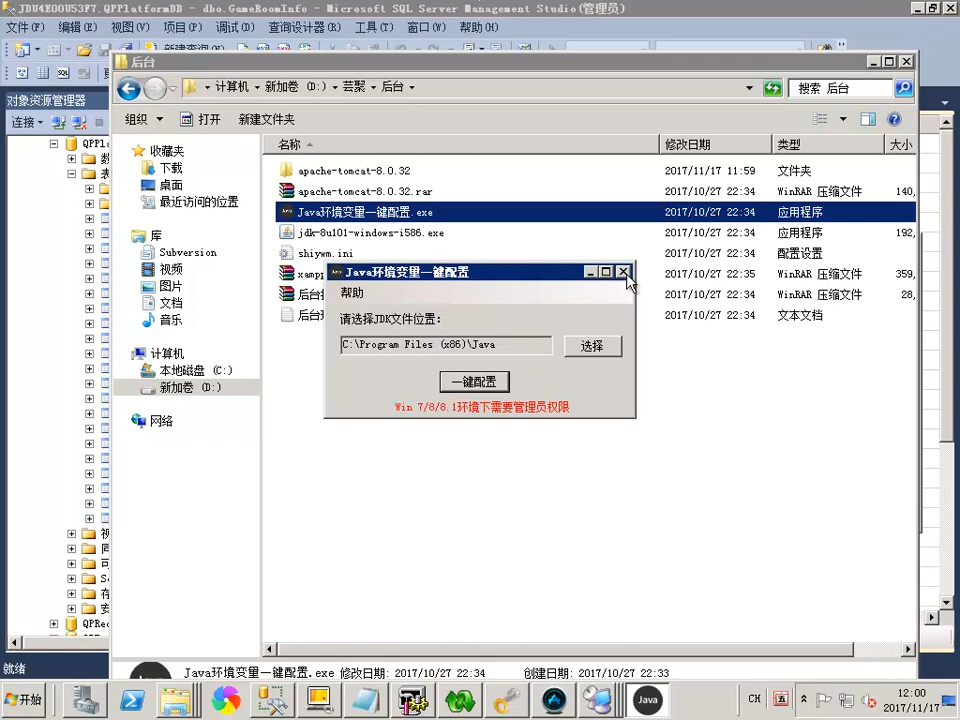 JDU4E0OU53F7.QPPlatformDB - dbo.GameRoomInfo - Microsoft SQL Server Management Studio(管理员)
文件(F) 编辑(E) 视图(V) 项目(P) 调试(D) 查询设计器(R) 工具(T) 窗口(W) 帮助(H)
后台
计算机 新加卷 (D:) 芸聚 后台
搜索 后台
对象资源管理器
连接
组织 打开 新建文件夹
名称 修改日期 类型 大小
收藏夹
下载
桌面
最近访问的位置
库
Subversion
视频
图片
文档
音乐
计算机
本地磁盘 (C:)
新加卷 (D:)
网络
apache-tomcat-8.0.32 2017/11/17 11:59 文件夹
apache-tomcat-8.0.32.rar 2017/10/27 22:34 WinRAR 压缩文件 140,
Java环境变量一键配置.exe 2017/10/27 22:34 应用程序
jdk-8u101-windows-i586.exe 2017/10/27 22:34 应用程序 192,
shiywm.ini 2017/10/27 22:34 配置设置
xampp 2017/10/27 22:35 WinRAR 压缩文件 359,
后台 2017/10/27 22:34 WinRAR 压缩文件 28,
后台 2017/10/27 22:34 文本文档
Java环境变量一键配置
帮助
请选择JDK文件位置:
C:\Program Files (x86)\Java 选择
一键配置
Win 7/8/8.1环境下需要管理员权限
QPRec
就绪
Java环境变量一键配置.exe 修改日期: 2017/10/27 22:34 创建日期: 2017/10/27 22:33
开始
Java
CH
12:00
2017/11/17